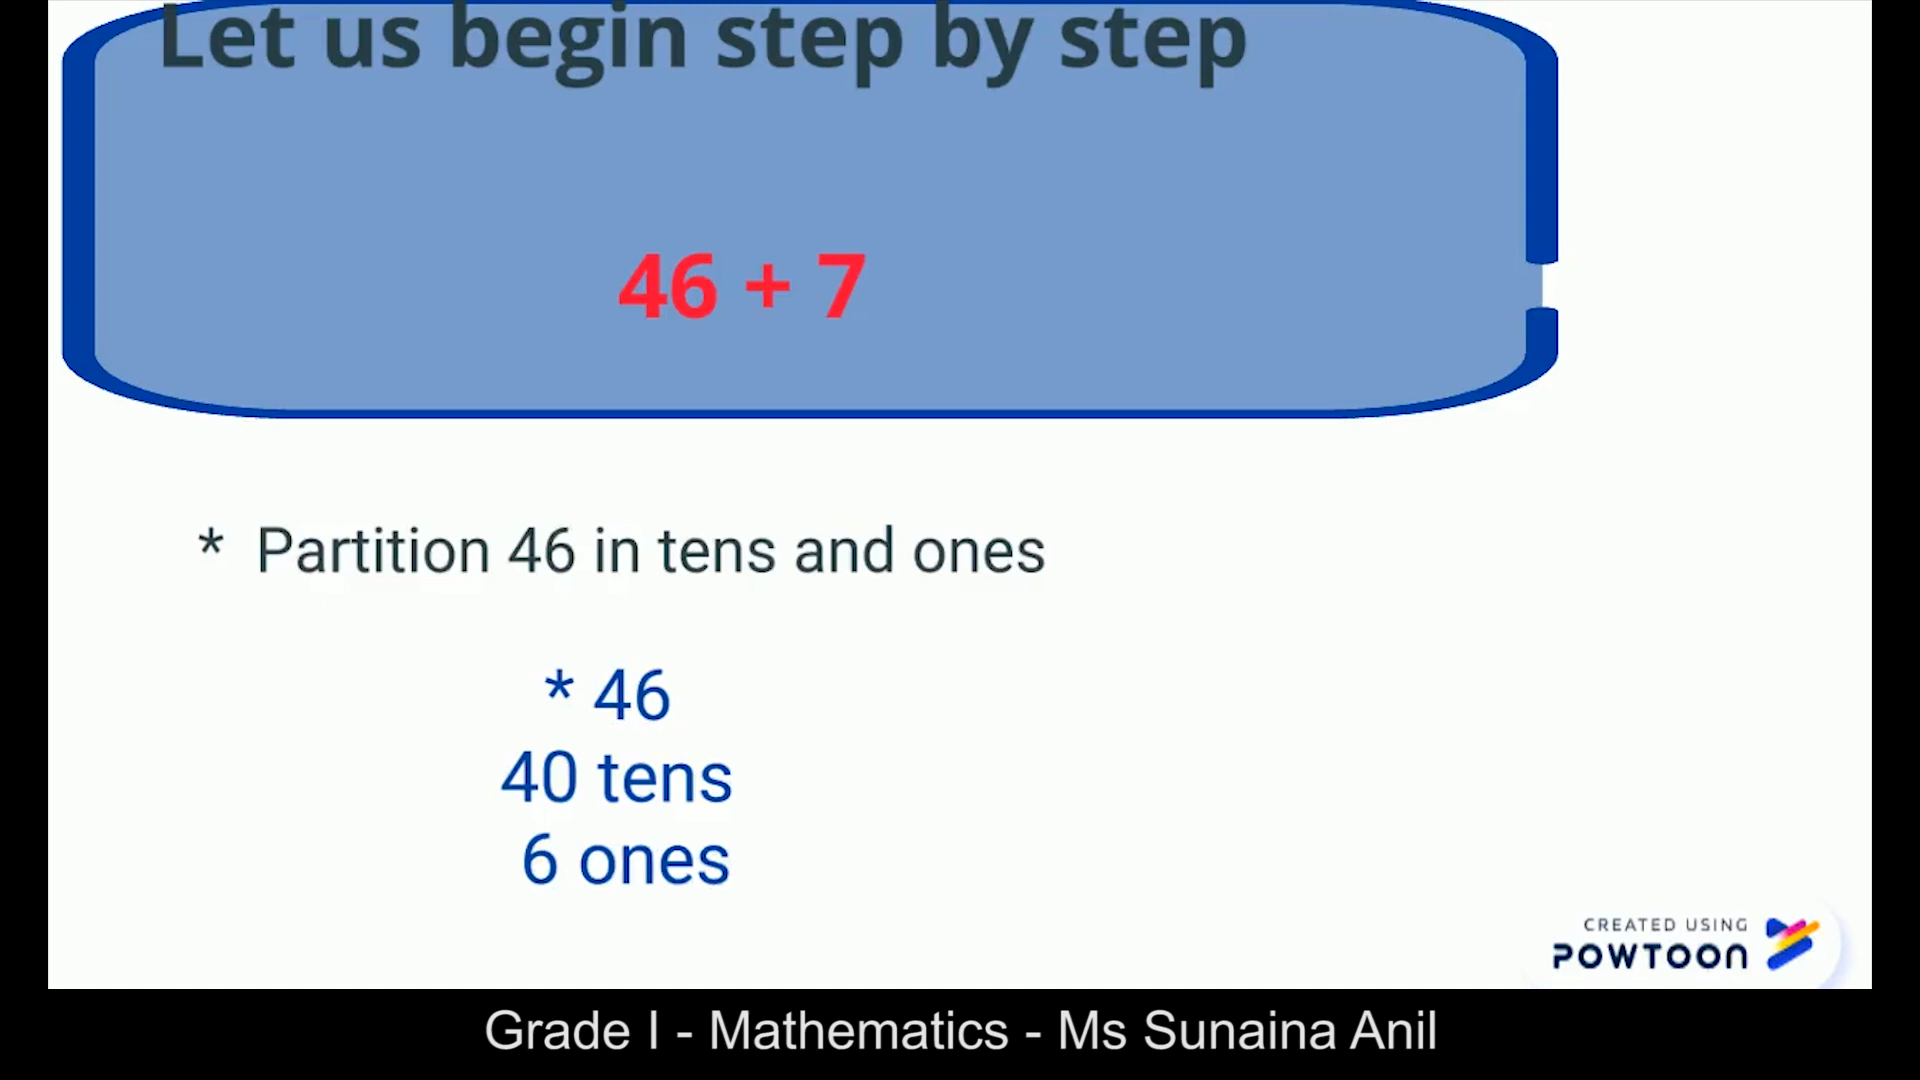 Let us begin step by step
46 + 7
* Partition 46 in tens and ones
* 46
40 tens
6 ones
CREATED USING
POWTOON
Grade I - Mathematics - Ms Sunaina Anil